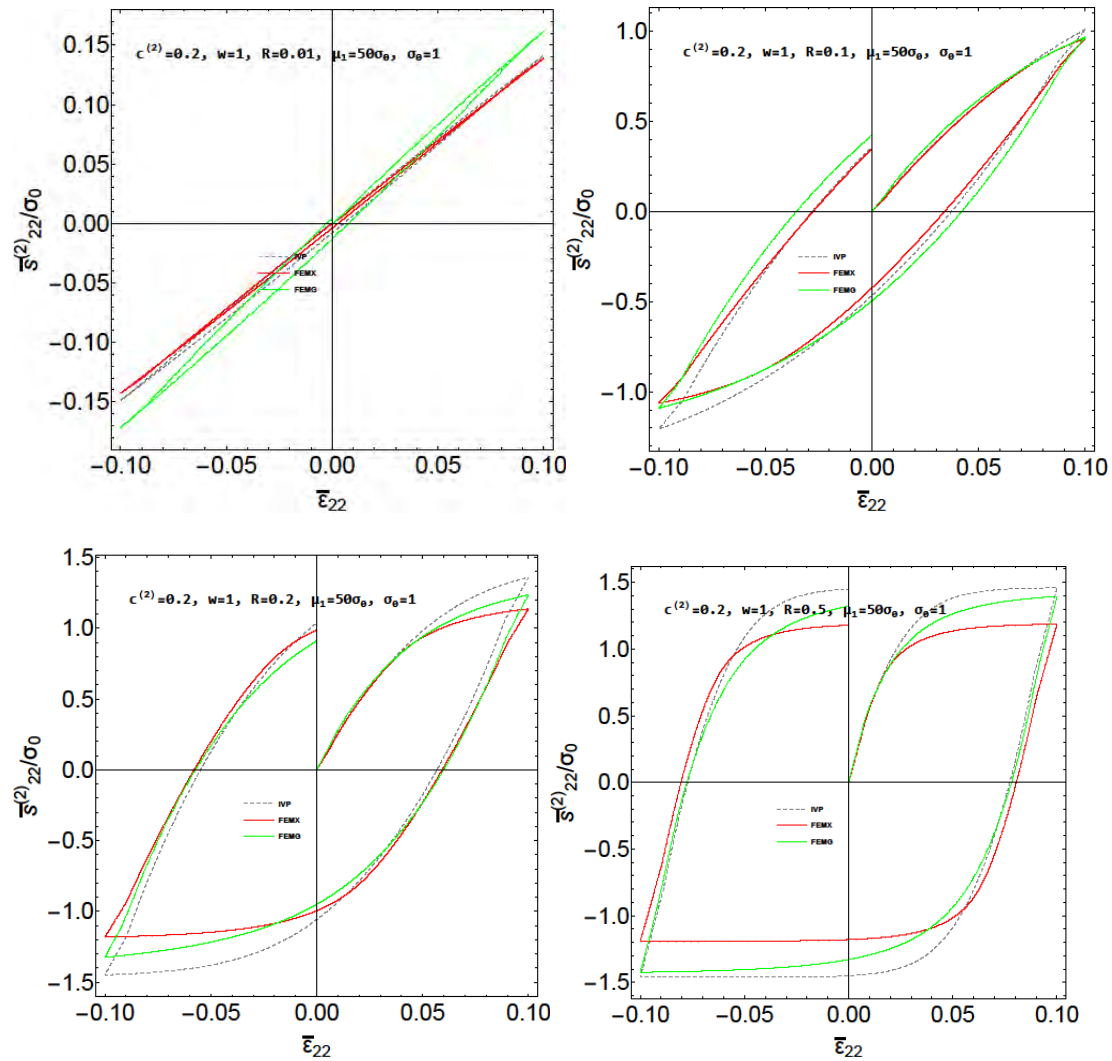 c⁽²⁾=0.2, w=1, R=0.01, μ₁=50σ₀, σ₀=1
0.15
0.10
0.05
0.00
−0.05
−0.10
−0.15
s̅⁽²⁾₂₂/σ₀
IVP
FEMX
FEMG
−0.10 −0.05 0.00 0.05 0.10
ε̅₂₂
c⁽²⁾=0.2, w=1, R=0.1, μ₁=50σ₀, σ₀=1
1.0
0.5
0.0
−0.5
−1.0
s̅⁽²⁾₂₂/σ₀
IVP
FEMX
FEMG
−0.10 −0.05 0.00 0.05 0.10
ε̅₂₂
1.5
c⁽²⁾=0.2, w=1, R=0.2, μ₁=50σ₀, σ₀=1
1.0
0.5
0.0
−0.5
−1.0
−1.5
s̅⁽²⁾₂₂/σ₀
IVP
FEMX
FEMG
−0.10 −0.05 0.00 0.05 0.10
ε̅₂₂
1.5
c⁽²⁾=0.2, w=1, R=0.5, μ₁=50σ₀, σ₀=1
1.0
0.5
0.0
−0.5
−1.0
−1.5
s̅⁽²⁾₂₂/σ₀
IVP
FEMX
FEMG
−0.10 −0.05 0.00 0.05 0.10
ε̅₂₂